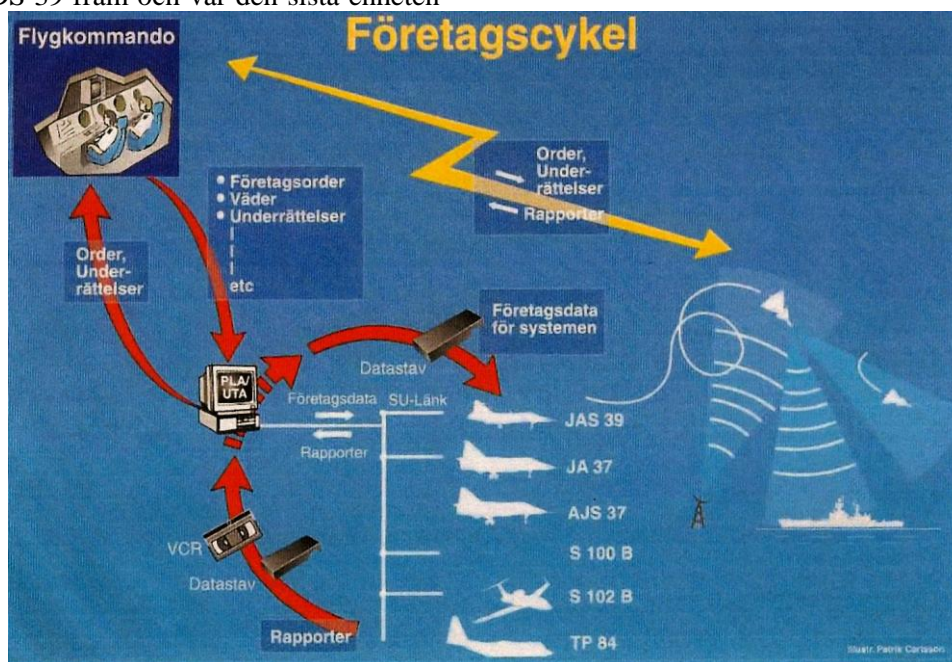 DS 39 fram och var den sista enheten
Flygkommando
Företagscykel
Order,
Under-
rättelser
Rapporter
• Företagsorder
• Väder
• Underrättelser
|
|
|
etc
Order,
Under-
rättelser
Företagsdata
för systemen
Datastav
PLA/
UTA
Företagsdata
SU-Länk
Rapporter
JAS 39
JA 37
AJS 37
S 100 B
S 102 B
TP 84
VCR
Datastav
Rapporter
Illustr. Patrik Carlsson